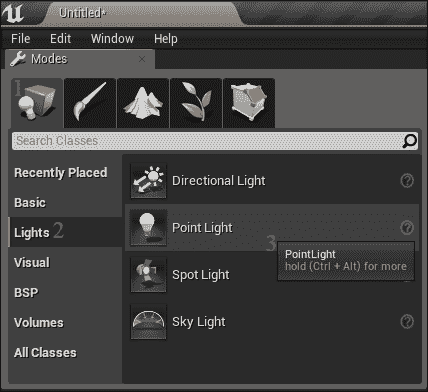 Untitled*
File Edit Window Help
Modes
1
Search Classes
Recently Placed
Basic
Lights 2
Visual
BSP
Volumes
All Classes
Directional Light
Point Light
3
Spot Light
Sky Light
PointLight
hold (Ctrl + Alt) for more